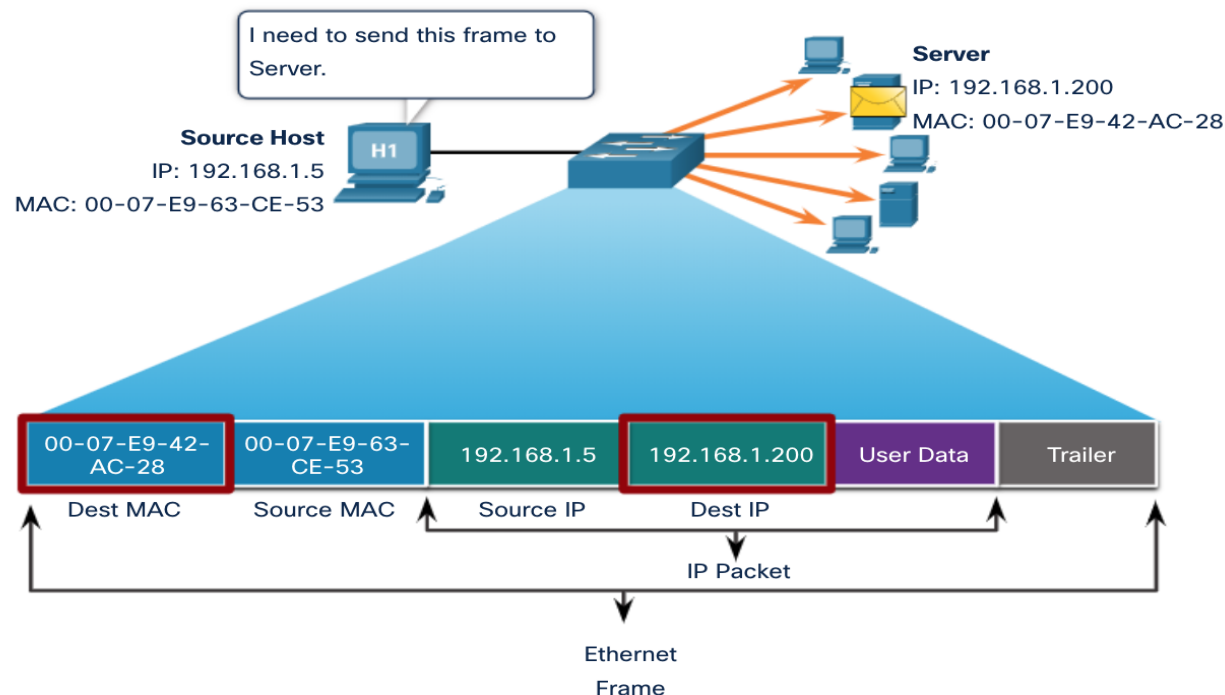 I need to send this frame to
Server.
Source Host
IP: 192.168.1.5
MAC: 00-07-E9-63-CE-53
H1
Server
IP: 192.168.1.200
MAC: 00-07-E9-42-AC-28
00-07-E9-42-
AC-28
00-07-E9-63-
CE-53
192.168.1.5
192.168.1.200
User Data
Trailer
Dest MAC
Source MAC
Source IP
Dest IP
IP Packet
Ethernet
Frame